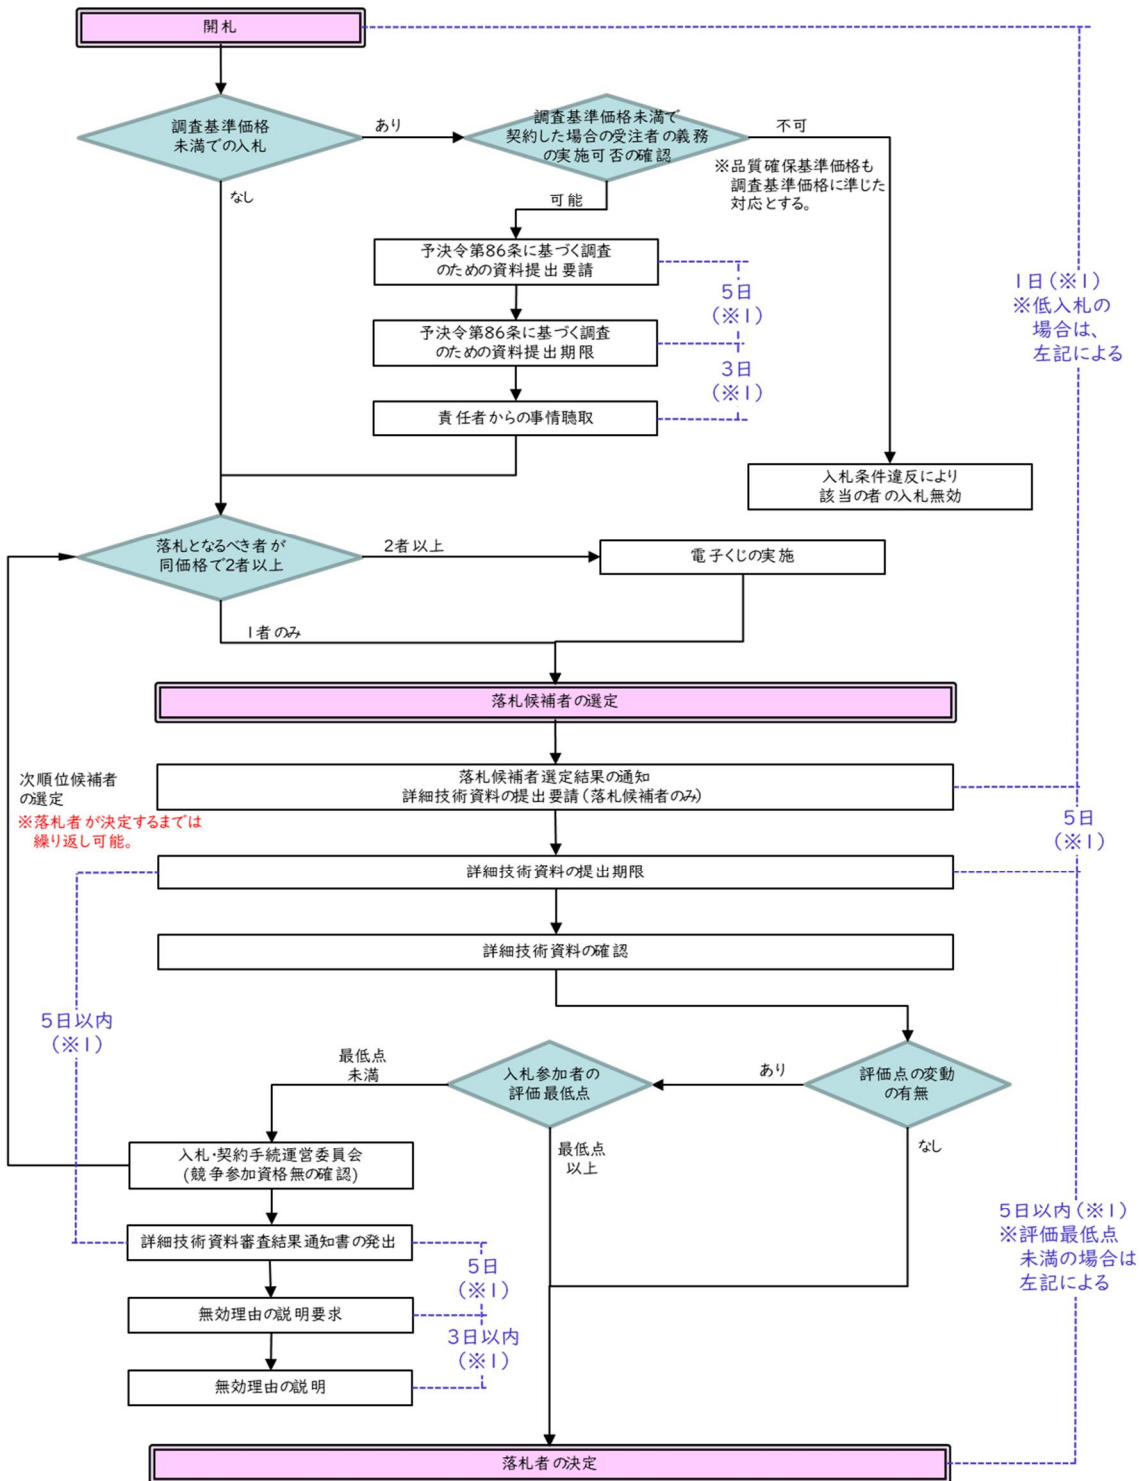 開札
調査基準価格
未満での入札
あり
調査基準価格未満で
契約した場合の受注者の義務
の実施可否の確認
不可
※品質確保基準価格も
調査基準価格に準じた
対応とする。
なし
可能
予決令第86条に基づく調査
のための資料提出要請
5日
(※1)
予決令第86条に基づく調査
のための資料提出期限
3日
(※1)
責任者からの事情聴取
1日(※1)
※低入札の
場合は、
左記による
入札条件違反により
該当の者の入札無効
落札となるべき者が
同価格で2者以上
2者以上
電子くじの実施
1者のみ
落札候補者の選定
次順位候補者
の選定
※落札者が決定するまでは
繰り返し可能。
落札候補者選定結果の通知
詳細技術資料の提出要請(落札候補者のみ)
5日
(※1)
詳細技術資料の提出期限
詳細技術資料の確認
5日以内
(※1)
最低点
未満
入札参加者の
評価最低点
あり
評価点の変動
の有無
最低点
以上
なし
入札・契約手続運営委員会
(競争参加資格無の確認)
詳細技術資料審査結果通知書の発出
5日
(※1)
無効理由の説明要求
3日以内
(※1)
無効理由の説明
5日以内(※1)
※評価最低点
未満の場合は
左記による
落札者の決定